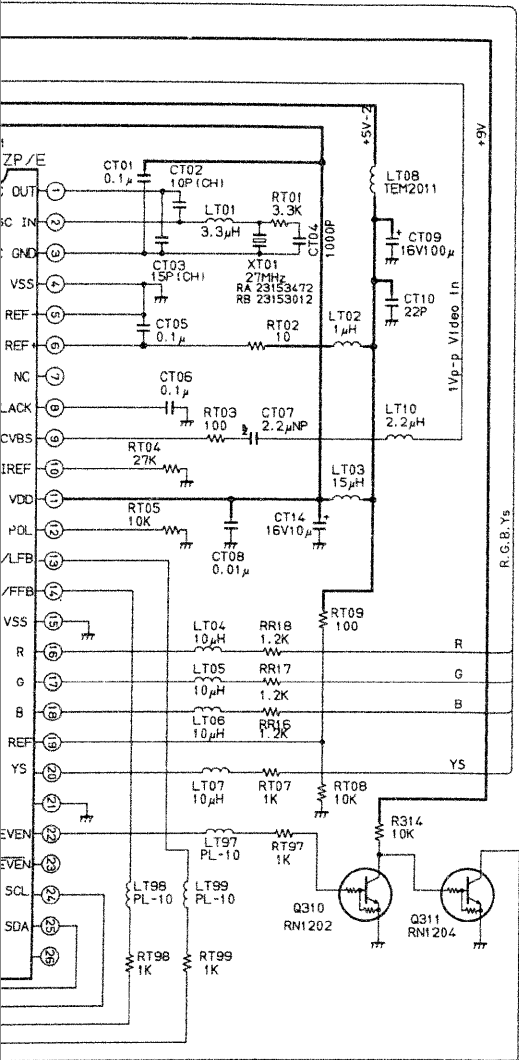 +5V-2
+9V
ZP/E
C OUT 1
SC IN 2
C GND 3
VSS 4
REF- 5
REF+ 6
NC 7
LACK 8
CVBS 9
IREF 10
VDD 11
POL 12
/LFB 13
/FFB 14
VSS 15
R 16
G 17
B 18
REF 19
YS 20
21
EVEN 22
EVEN 23
SCL 24
SDA 25
26
CT01
0.1μ
CT02
10P(CH)
LT01
3.3μH
RT01
3.3K
CT04
1000P
CT03
15P(CH)
XT01
27MHz
RA 23153472
RB 23153012
LT08
TEM2011
CT09
16V100μ
CT10
22P
CT05
0.1μ
RT02
10
LT02
1μH
1Vp-p Video In
CT06
0.1μ
RT03
100
CT07
2.2μNP
LT10
2.2μH
RT04
27K
LT03
15μH
RT05
10K
CT08
0.01μ
CT14
16V10μ
R.G.B.Ys
RT09
100
LT04
10μH
RR18
1.2K
R
LT05
10μH
RR17
1.2K
G
LT06
10μH
RR16
1.2K
B
LT07
10μH
RT07
1K
RT08
10K
YS
LT97
PL-10
RT97
1K
R314
10K
LT98
PL-10
LT99
PL-10
Q310
RN1202
Q311
RN1204
RT98
1K
RT99
1K